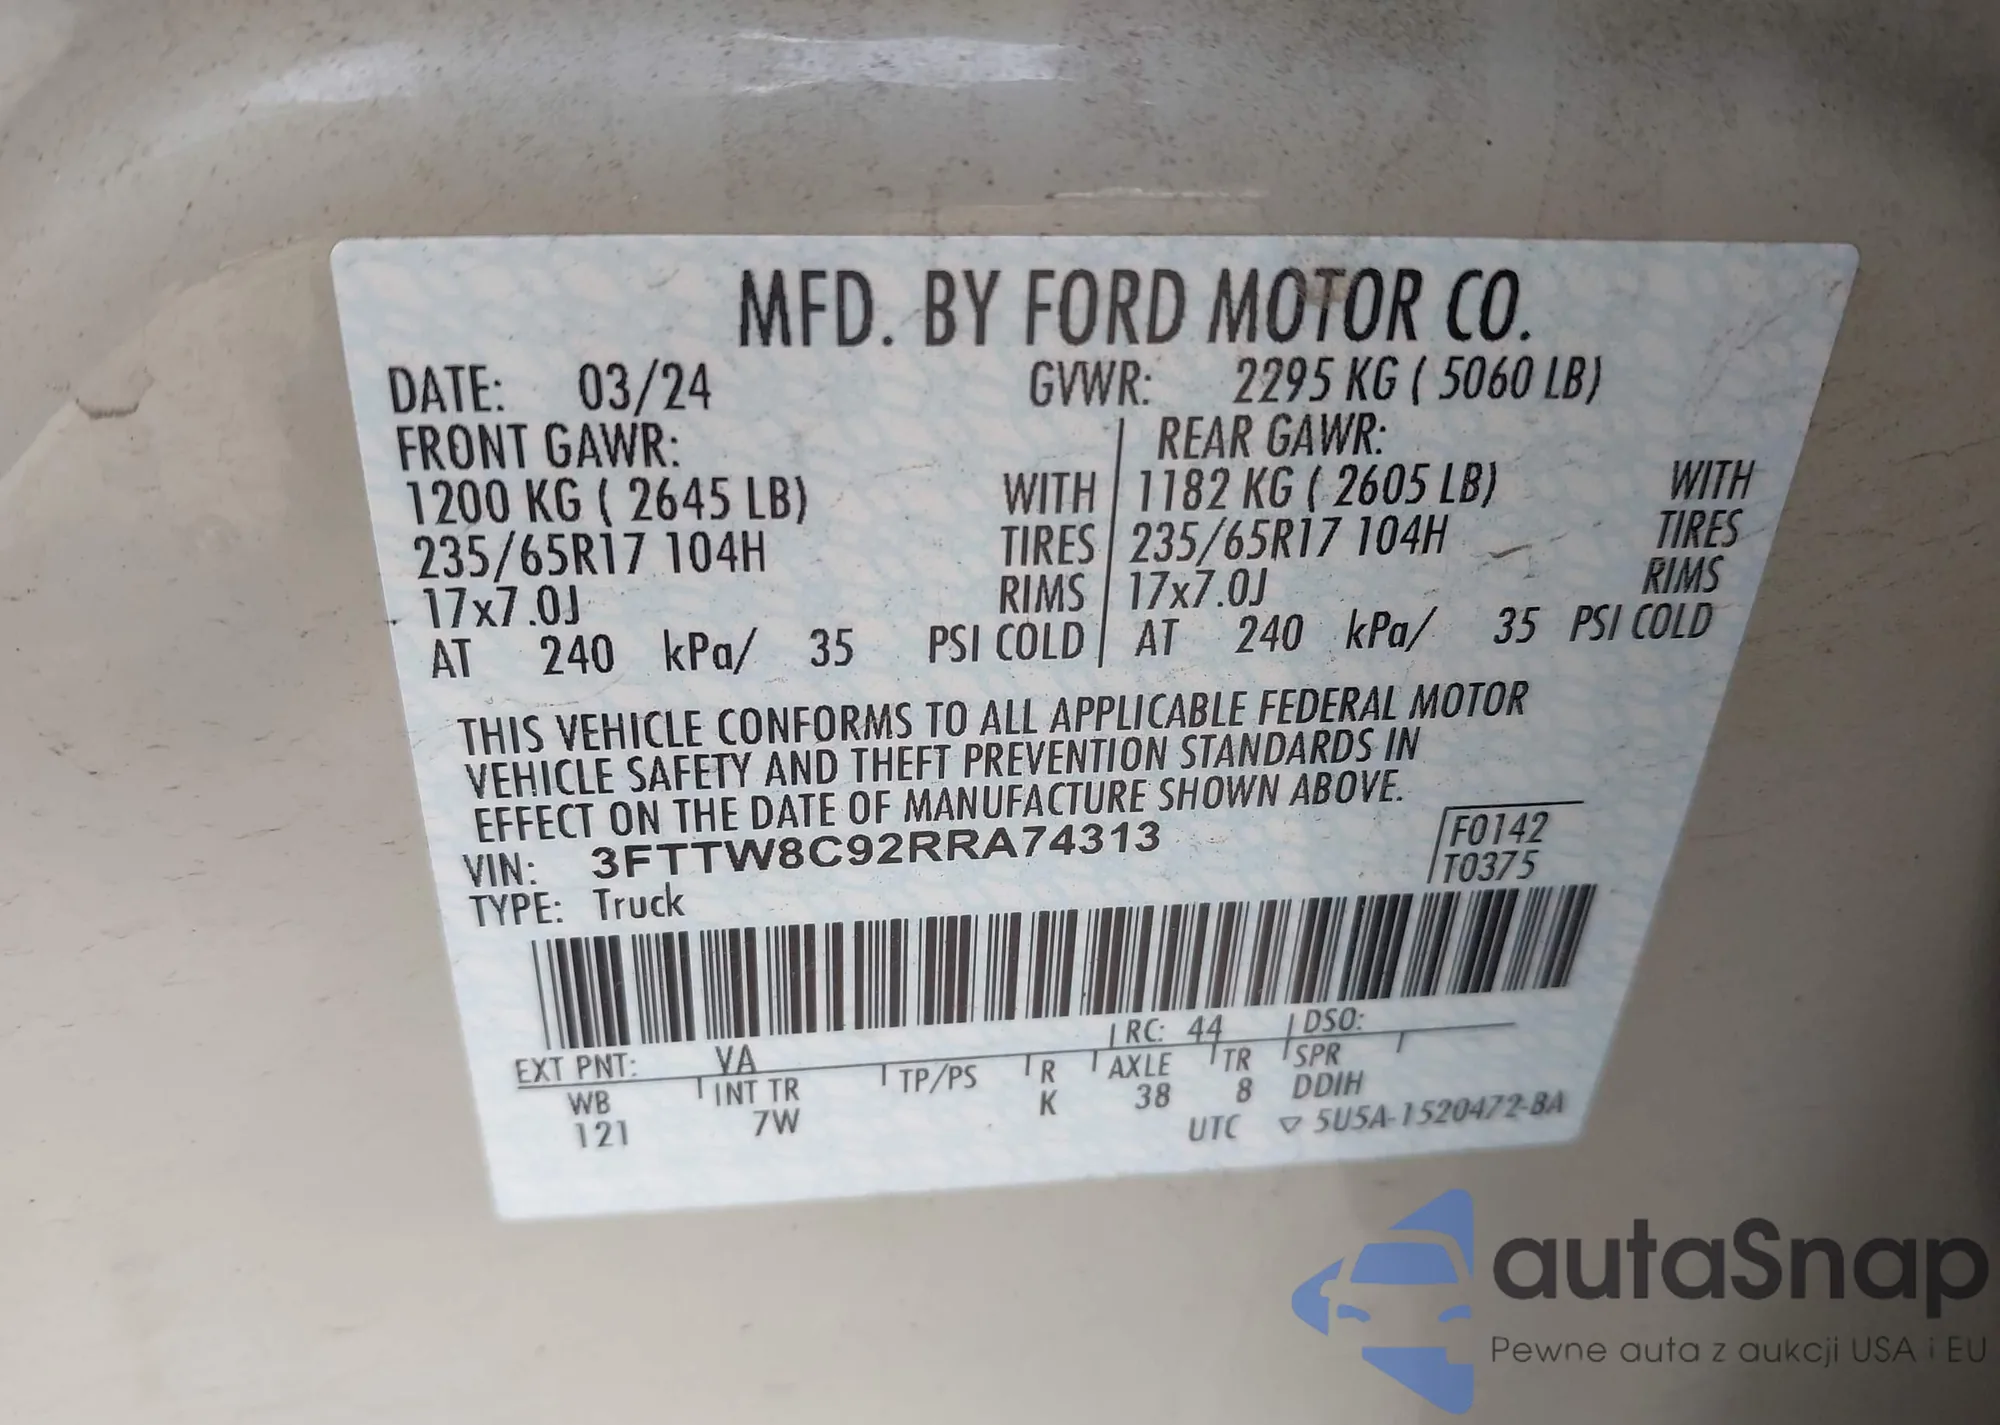 MFD. BY FORD MOTOR CO.
DATE: 03/24 GVWR: 2295 KG ( 5060 LB)
FRONT GAWR: REAR GAWR:
1200 KG ( 2645 LB) WITH 1182 KG ( 2605 LB) WITH
235/65R17 104H TIRES 235/65R17 104H TIRES
17x7.0J RIMS 17x7.0J RIMS
AT 240 kPa/ 35 PSI COLD AT 240 kPa/ 35 PSI COLD
THIS VEHICLE CONFORMS TO ALL APPLICABLE FEDERAL MOTOR
VEHICLE SAFETY AND THEFT PREVENTION STANDARDS IN
EFFECT ON THE DATE OF MANUFACTURE SHOWN ABOVE.
VIN: 3FTTW8C92RRA74313 F0142
TYPE: Truck T0375
EXT PNT: VA RC: 44 DSO:
WB INT TR TP/PS R AXLE TR SPR
121 7W K 38 8 DDIH
UTC ▽ 5U5A-1520472-BA
autaSnap
Pewne auta z aukcji USA i EU